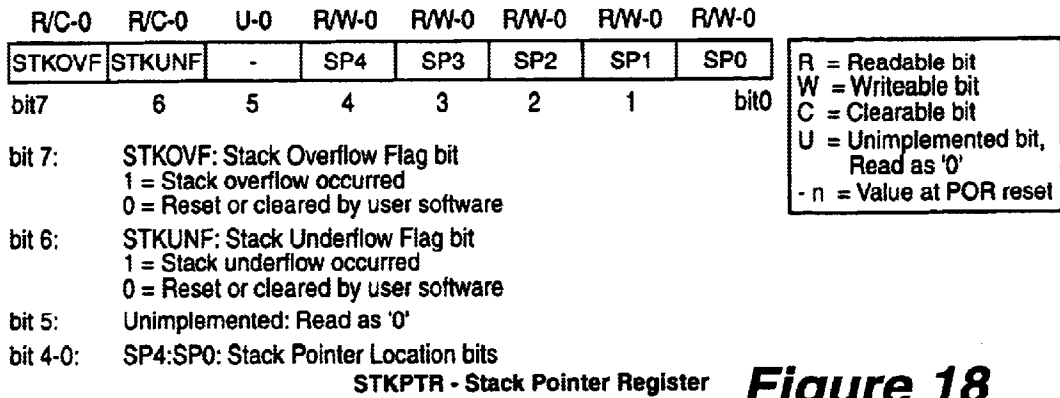 R/C-0 R/C-0 U-0 R/W-0 R/W-0 R/W-0 R/W-0 R/W-0
STKOVF STKUNF - SP4 SP3 SP2 SP1 SP0
bit7 6 5 4 3 2 1 bit0
R = Readable bit
W = Writeable bit
C = Clearable bit
U = Unimplemented bit,
Read as '0'
- n = Value at POR reset
bit 7: STKOVF: Stack Overflow Flag bit
1 = Stack overflow occurred
0 = Reset or cleared by user software
bit 6: STKUNF: Stack Underflow Flag bit
1 = Stack underflow occurred
0 = Reset or cleared by user software
bit 5: Unimplemented: Read as '0'
bit 4-0: SP4:SP0: Stack Pointer Location bits
STKPTR - Stack Pointer Register
Figure 18